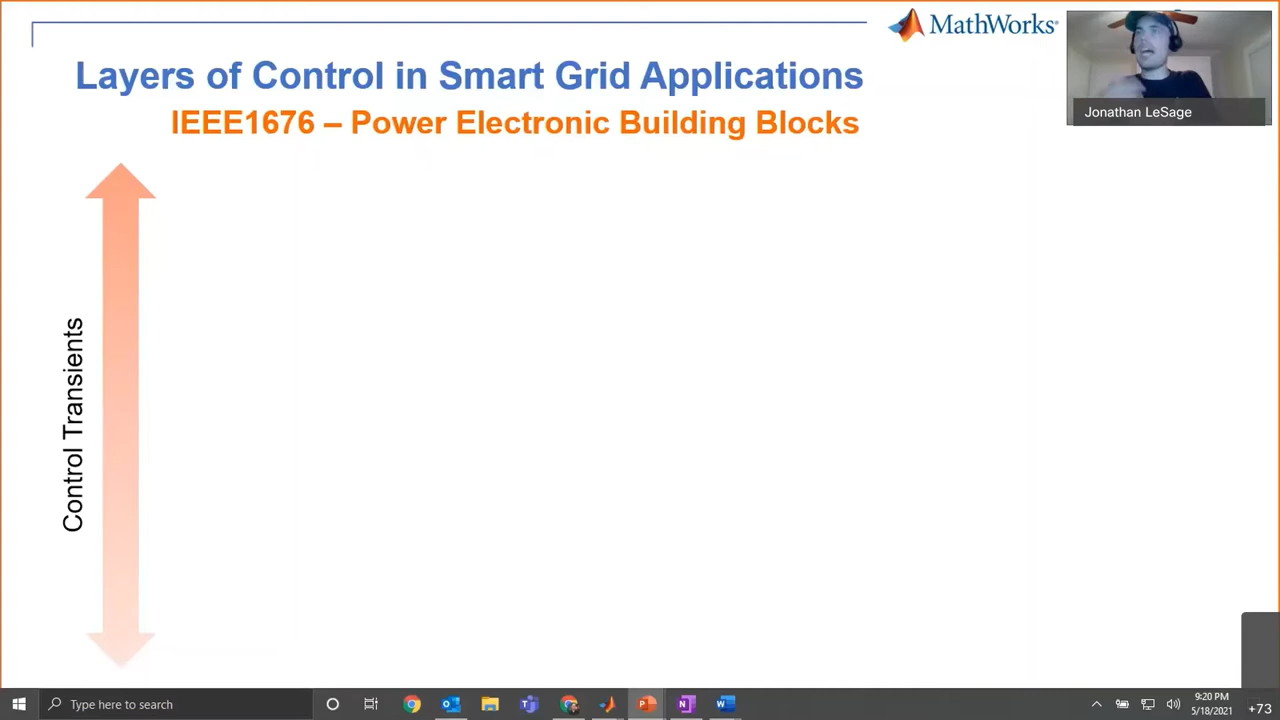 MathWorks®
Jonathan LeSage
Layers of Control in Smart Grid Applications
IEEE1676 – Power Electronic Building Blocks
Control Transients
Type here to search
9:20 PM
5/18/2021
+73